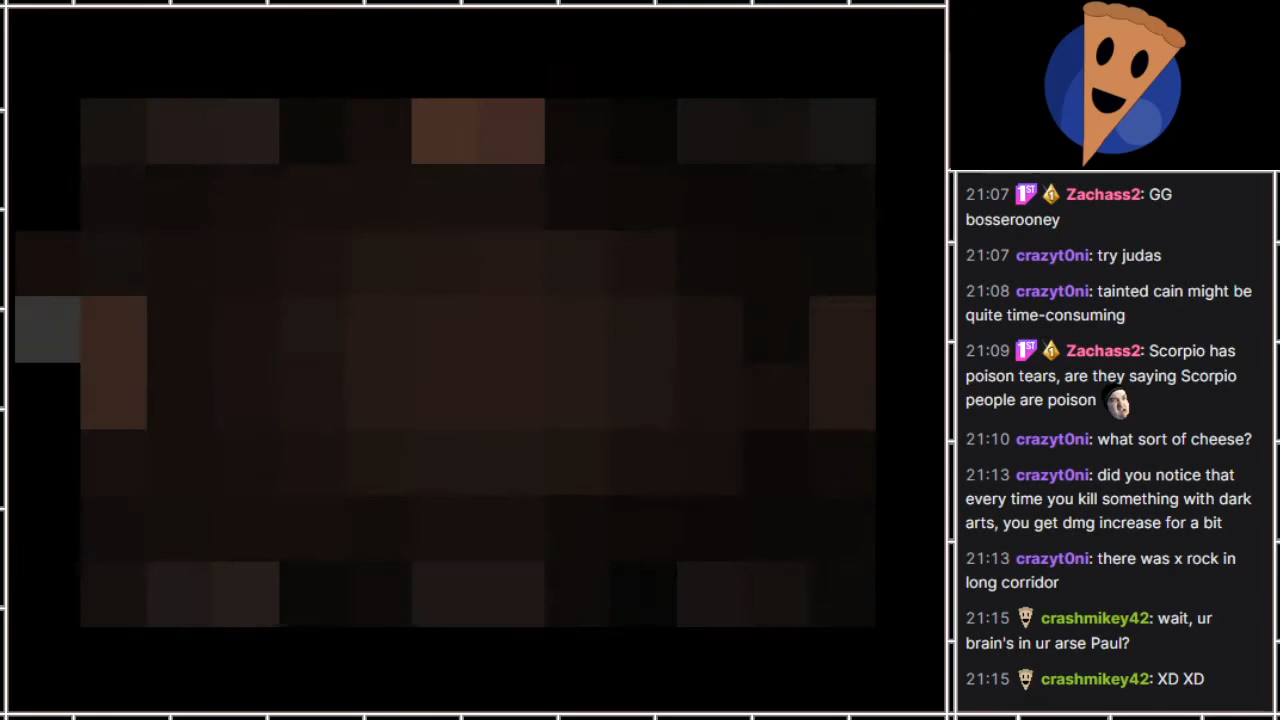 21:07 1ST 1 Zachass2: GG
bosserooney
21:07 crazyt0ni: try judas
21:08 crazyt0ni: tainted cain might be
quite time-consuming
21:09 1ST 1 Zachass2: Scorpio has
poison tears, are they saying Scorpio
people are poison
21:10 crazyt0ni: what sort of cheese?
21:13 crazyt0ni: did you notice that
every time you kill something with dark
arts, you get dmg increase for a bit
21:13 crazyt0ni: there was x rock in
long corridor
21:15 crashmikey42: wait, ur
brain's in ur arse Paul?
21:15 crashmikey42: XD XD